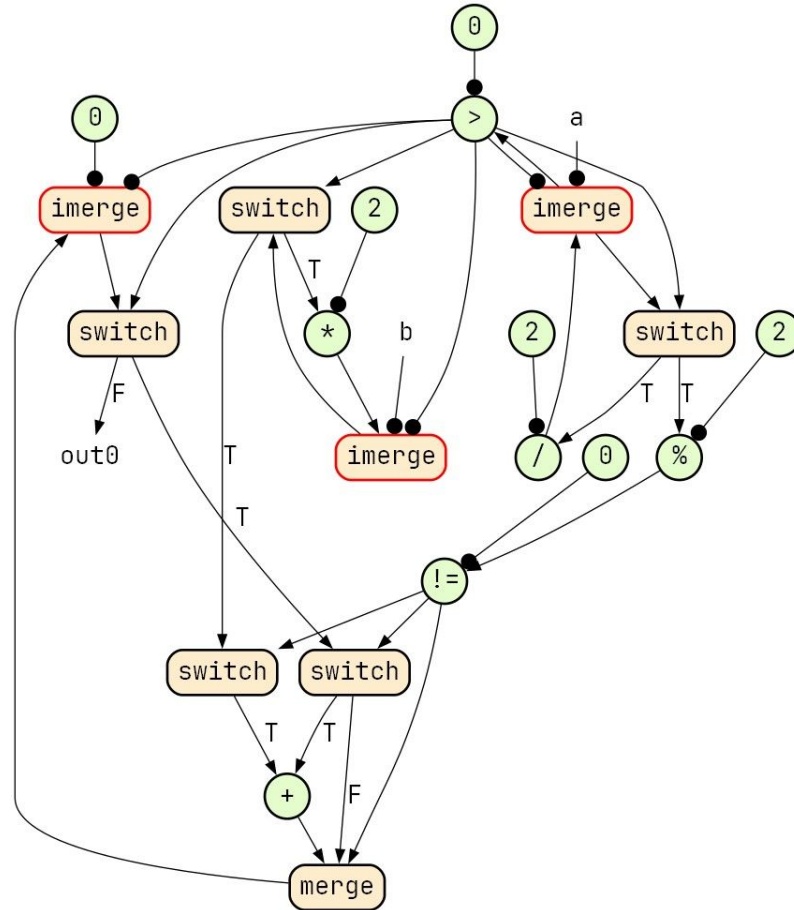 0
0
>
a
imerge
switch
2
imerge
T
switch
*
b
2
switch
F
T
T
out0
imerge
/
0
%
2
T
T
!=
switch
switch
T
T
+
F
merge